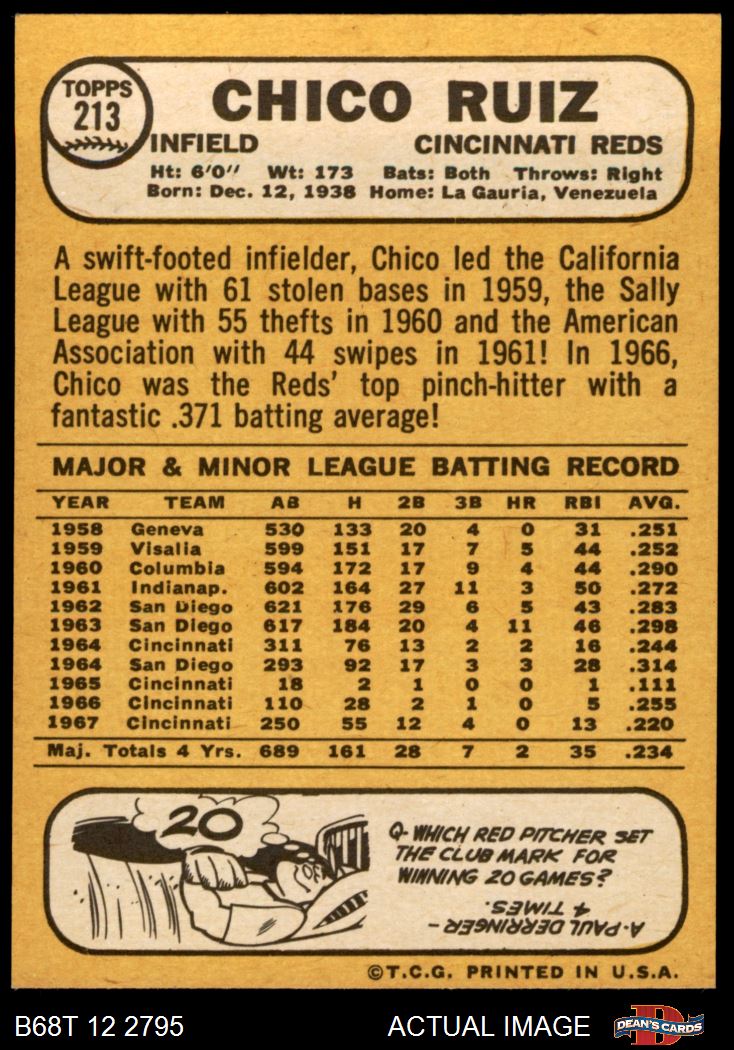 TOPPS
213
CHICO RUIZ
INFIELD CINCINNATI REDS
Ht: 6'0" Wt: 173 Bats: Both Throws: Right
Born: Dec. 12, 1938 Home: La Gauria, Venezuela
A swift-footed infielder, Chico led the California
League with 61 stolen bases in 1959, the Sally
League with 55 thefts in 1960 and the American
Association with 44 swipes in 1961! In 1966,
Chico was the Reds' top pinch-hitter with a
fantastic .371 batting average!
MAJOR & MINOR LEAGUE BATTING RECORD
YEAR TEAM AB H 2B 3B HR RBI AVG.
1958 Geneva 530 133 20 4 0 31 .251
1959 Visalia 599 151 17 7 5 44 .252
1960 Columbia 594 172 17 9 4 44 .290
1961 Indianap. 602 164 27 11 3 50 .272
1962 San Diego 621 176 29 6 5 43 .283
1963 San Diego 617 184 20 4 11 46 .298
1964 Cincinnati 311 76 13 2 2 16 .244
1964 San Diego 293 92 17 3 3 28 .314
1965 Cincinnati 18 2 1 0 0 1 .111
1966 Cincinnati 110 28 2 1 0 5 .255
1967 Cincinnati 250 55 12 4 0 13 .220
Maj. Totals 4 Yrs. 689 161 28 7 2 35 .234
20
Q- WHICH RED PITCHER SET
THE CLUB MARK FOR
WINNING 20 GAMES?
A- PAUL DERRINGER —
4 TIMES.
©T.C.G. PRINTED IN U.S.A.
B68T 12 2795 ACTUAL IMAGE
D
DEAN'S CARDS